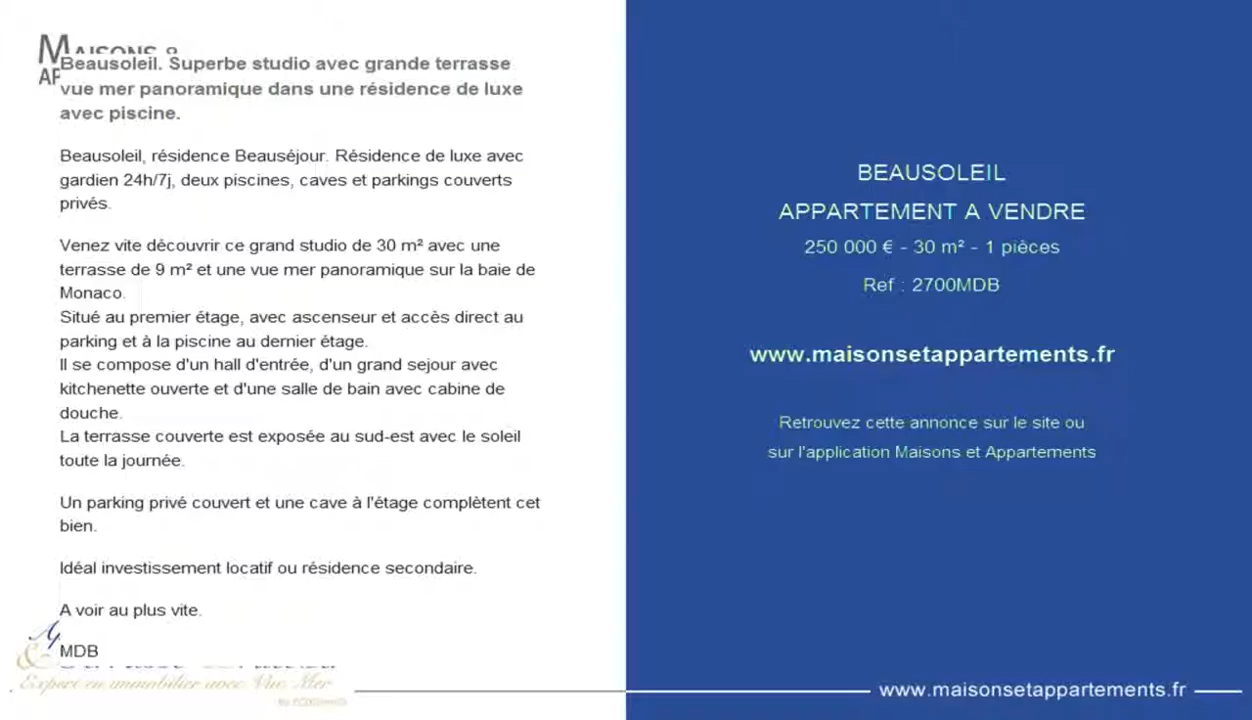 MAISONS &
AP
Beausoleil. Superbe studio avec grande terrasse
vue mer panoramique dans une résidence de luxe
avec piscine.
Beausoleil, résidence Beauséjour. Résidence de luxe avec
gardien 24h/7j, deux piscines, caves et parkings couverts
privés.
Venez vite découvrir ce grand studio de 30 m² avec une
terrasse de 9 m² et une vue mer panoramique sur la baie de
Monaco.
Situé au premier étage, avec ascenseur et accès direct au
parking et à la piscine au dernier étage.
Il se compose d'un hall d'entrée, d'un grand sejour avec
kitchenette ouverte et d'une salle de bain avec cabine de
douche.
La terrasse couverte est exposée au sud-est avec le soleil
toute la journée.
Un parking privé couvert et une cave à l'étage complètent cet
bien.
Idéal investissement locatif ou résidence secondaire.
A voir au plus vite.
MDB
Expert en immobilier avec Vue Mer
BEAUSOLEIL
APPARTEMENT A VENDRE
250 000 € - 30 m² - 1 pièces
Ref : 2700MDB
www.maisonsetappartements.fr
Retrouvez cette annonce sur le site ou
sur l'application Maisons et Appartements
www.maisonsetappartements.fr